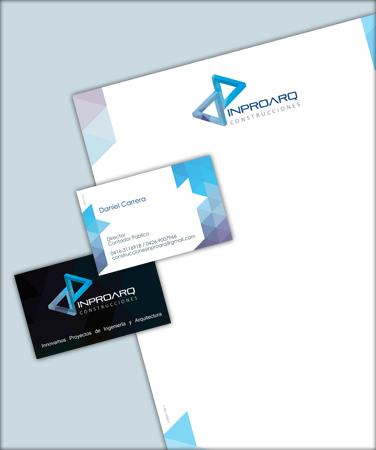 INPROARQ
CONSTRUCCIONES
Daniel Carrera
Director
Contador Público
0416-3116918 / 0426-9007966
construccionesinproarq@gmail.com
INPROARQ
CONSTRUCCIONES
Innovamos Proyectos de Ingeniería y Arquitectura